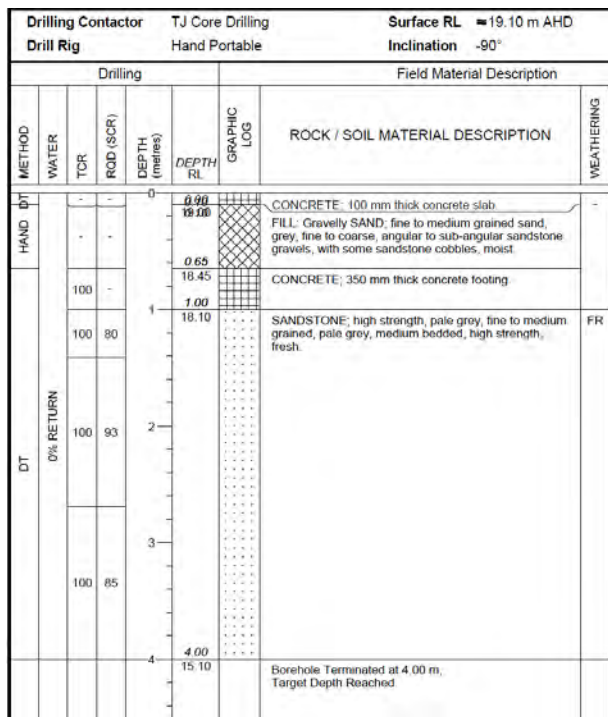 Drilling Contactor TJ Core Drilling Surface RL ≈19.10 m AHD
Drill Rig Hand Portable Inclination -90°
Drilling Field Material Description
METHOD WATER TCR RQD (SCR) DEPTH (metres) DEPTH RL GRAPHIC LOG ROCK / SOIL MATERIAL DESCRIPTION WEATHERING
DT - - 0 CONCRETE; 100 mm thick concrete slab -
0.10
19.00
HAND - - FILL: Gravelly SAND; fine to medium grained sand,
grey, fine to coarse, angular to sub-angular sandstone
gravels, with some sandstone cobbles, moist.
0.65
18.45 CONCRETE; 350 mm thick concrete footing.
100 -
1.00
1
18.10 SANDSTONE; high strength, pale grey, fine to medium FR
100 80 grained, pale grey, medium bedded, high strength,
fresh.
DT 0% RETURN
100 93 2
3
100 85
4.00
4
15.10 Borehole Terminated at 4.00 m,
Target Depth Reached